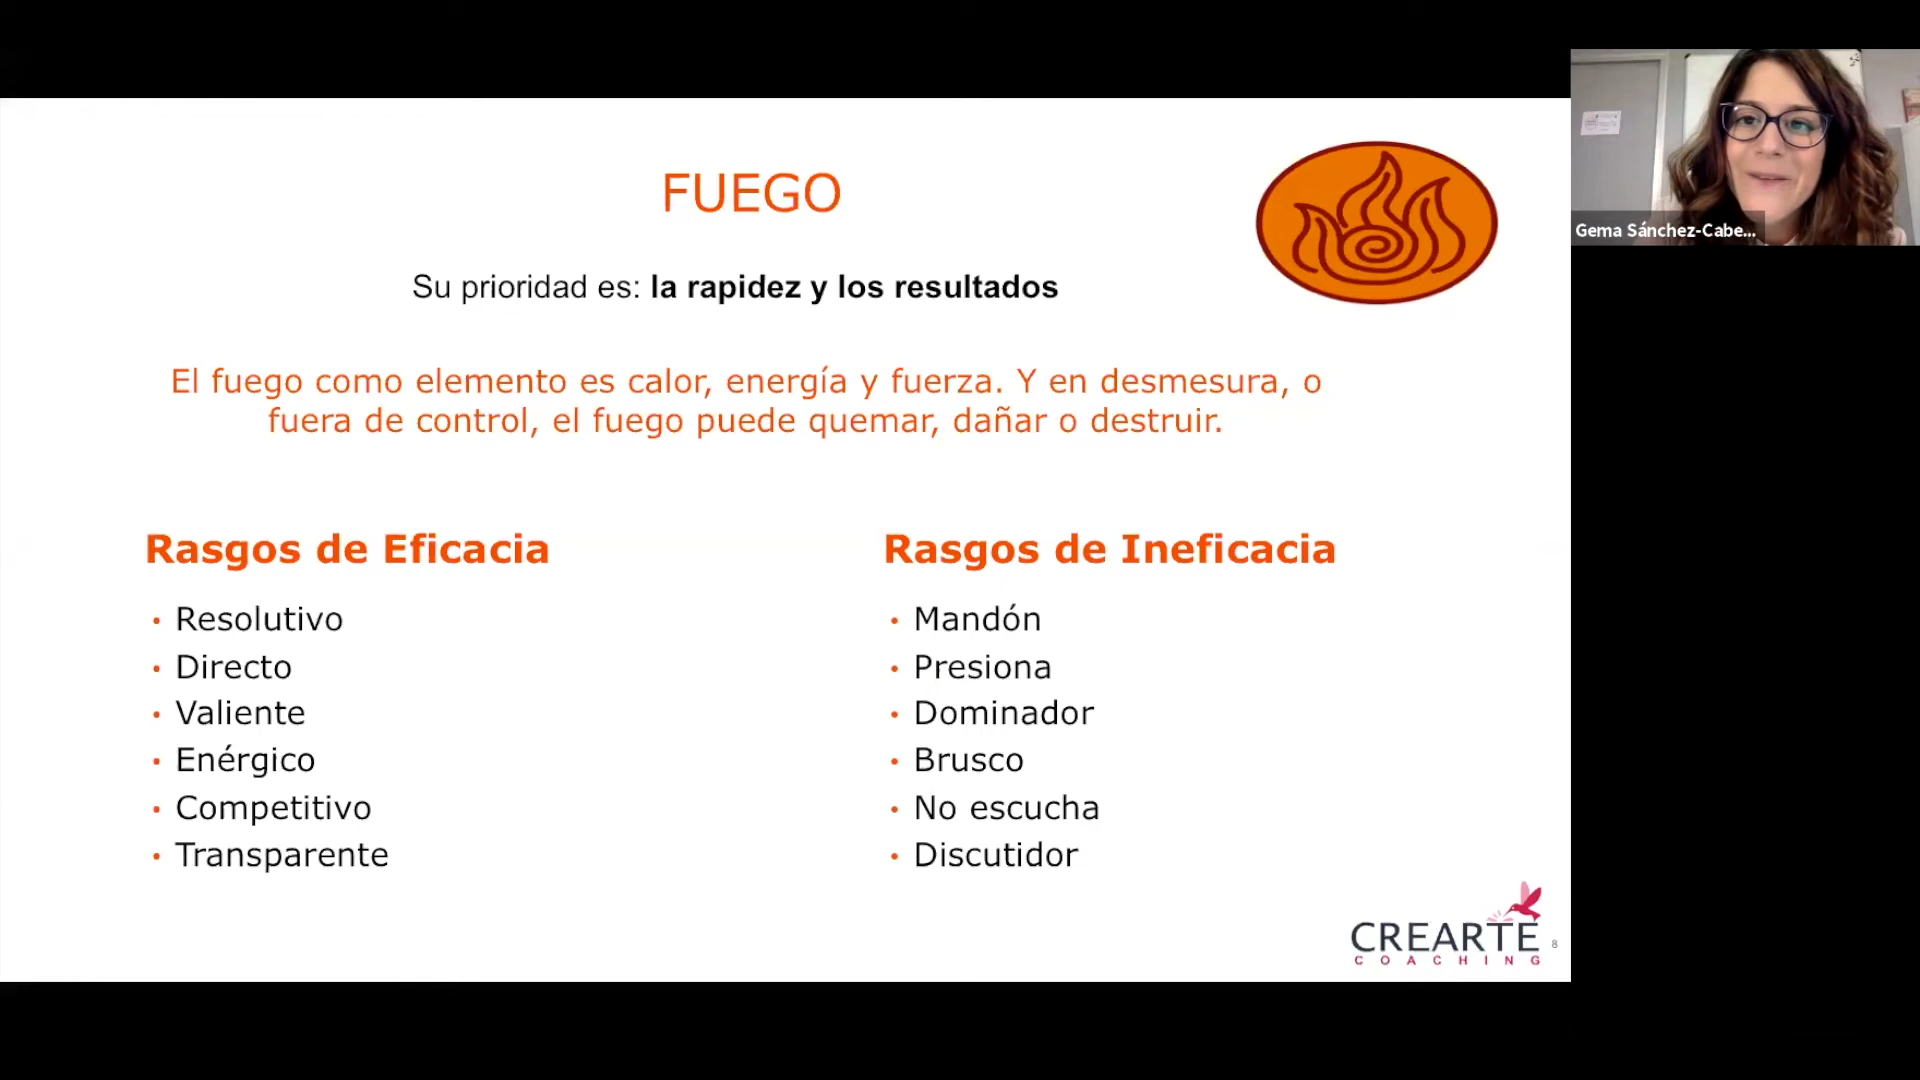 FUEGO
Su prioridad es: la rapidez y los resultados
El fuego como elemento es calor, energía y fuerza. Y en desmesura, o
fuera de control, el fuego puede quemar, dañar o destruir.
Rasgos de Eficacia
• Resolutivo
• Directo
• Valiente
• Enérgico
• Competitivo
• Transparente
Rasgos de Ineficacia
• Mandón
• Presiona
• Dominador
• Brusco
• No escucha
• Discutidor
CREARTE
COACHING
8
Gema Sánchez-Cabe...